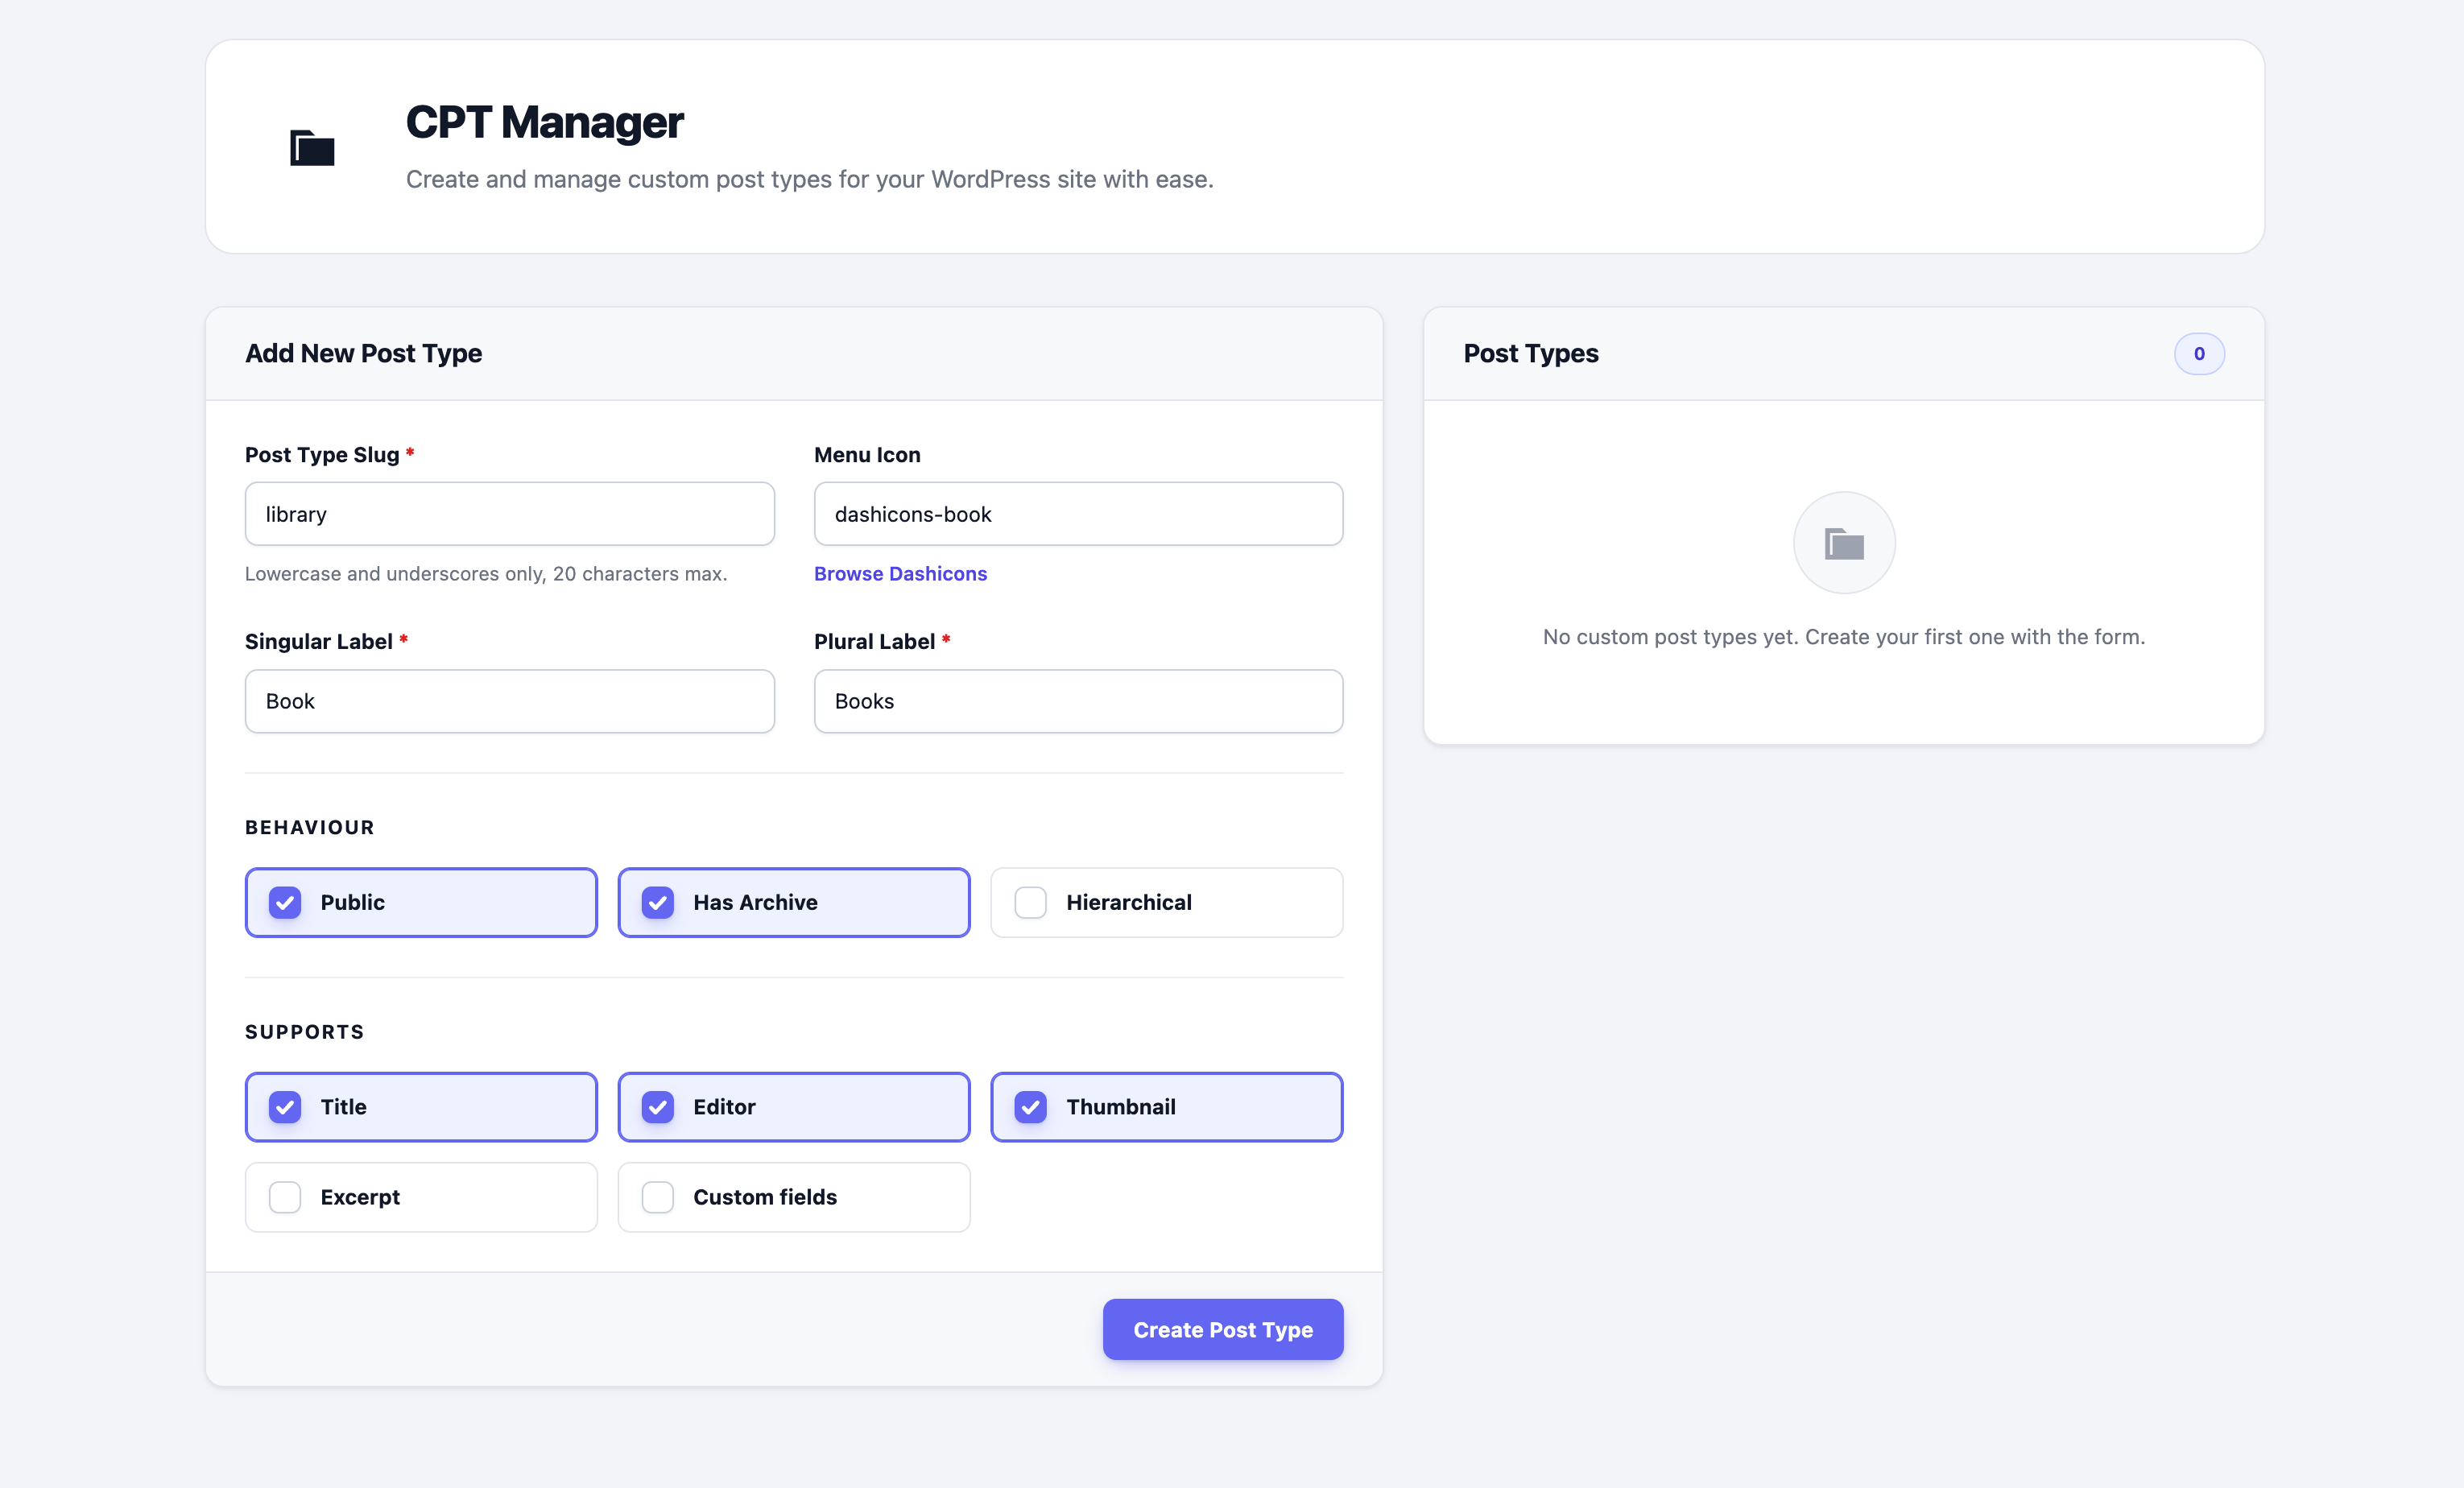 CPT Manager
Create and manage custom post types for your WordPress site with ease.
Add New Post Type
Post Type Slug *
Menu Icon
library
dashicons-book
Lowercase and underscores only, 20 characters max.
Browse Dashicons
Singular Label *
Plural Label *
Book
Books
BEHAVIOUR
Public
Has Archive
Hierarchical
SUPPORTS
Title
Editor
Thumbnail
Excerpt
Custom fields
Create Post Type
Post Types
0
No custom post types yet. Create your first one with the form.